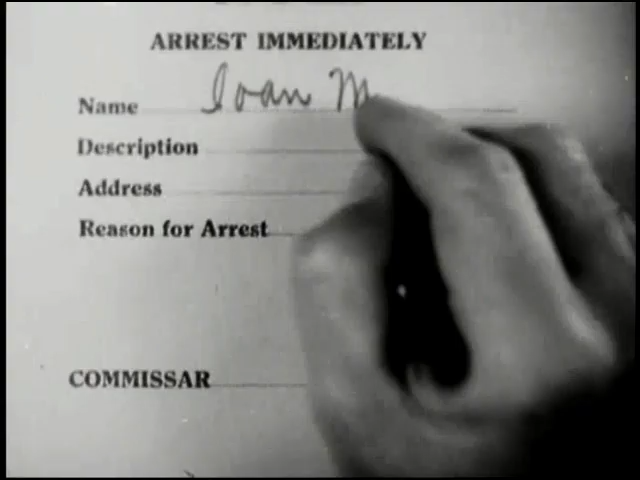 ARREST IMMEDIATELY
Name Ioan M
Description
Address
Reason for Arrest
COMMISSAR